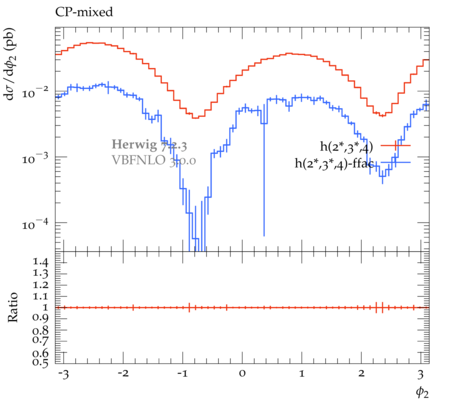 CP-mixed
dσ/dϕ₂ (pb)
10⁻²
10⁻³
10⁻⁴
Herwig 7.2.3
VBFNLO 3.0.0
h(2*,3*,4)
h(2*,3*,4)-ffac
Ratio
1.4
1.3
1.2
1.1
1
0.9
0.8
0.7
0.6
0.5
-3 -2 -1 0 1 2 3
ϕ₂